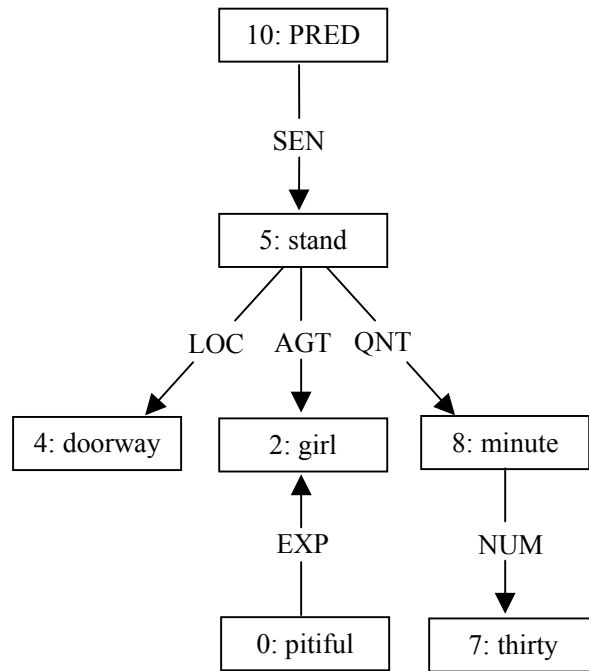 10: PRED
SEN
5: stand
LOC AGT QNT
4: doorway 2: girl 8: minute
EXP NUM
0: pitiful 7: thirty